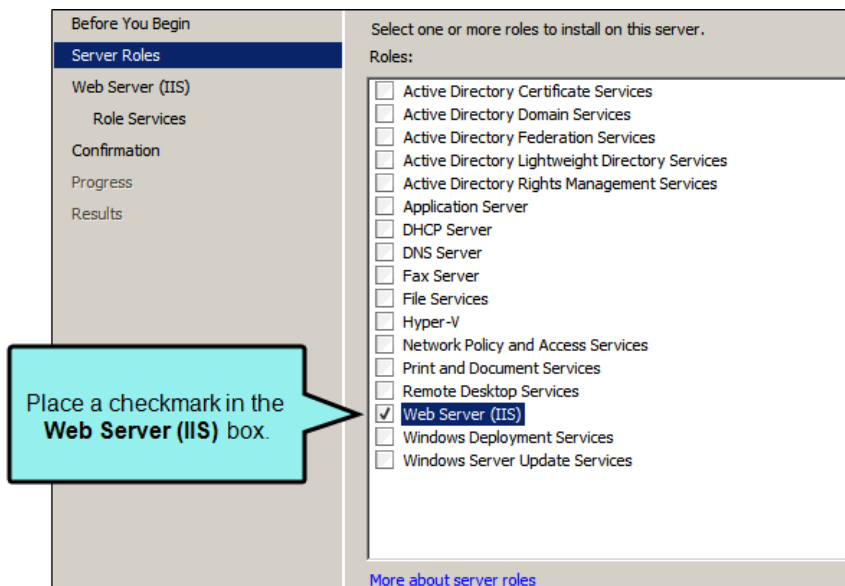 Before You Begin
Server Roles
Web Server (IIS)
Role Services
Confirmation
Progress
Results
Select one or more roles to install on this server.
Roles:
Active Directory Certificate Services
Active Directory Domain Services
Active Directory Federation Services
Active Directory Lightweight Directory Services
Active Directory Rights Management Services
Application Server
DHCP Server
DNS Server
Fax Server
File Services
Hyper-V
Network Policy and Access Services
Print and Document Services
Remote Desktop Services
Web Server (IIS)
Windows Deployment Services
Windows Server Update Services
More about server roles
Place a checkmark in the
Web Server (IIS) box.